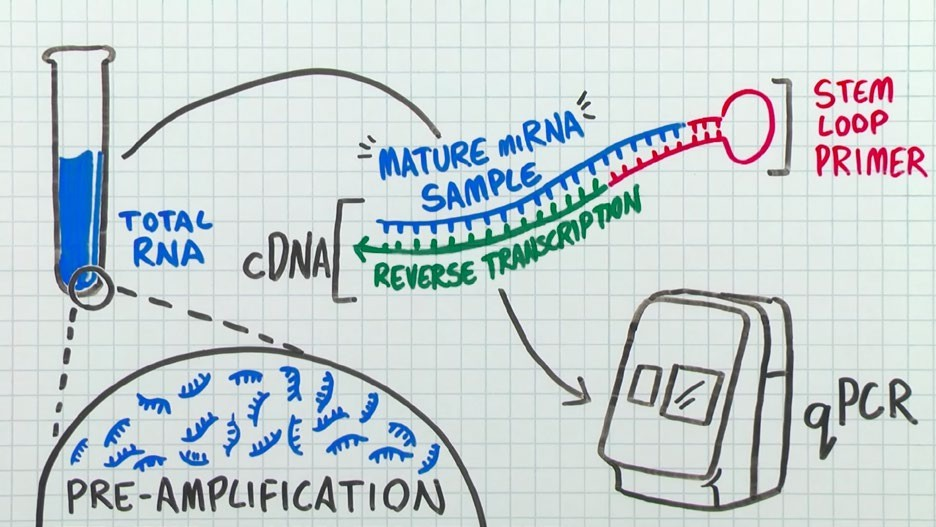 TOTAL
RNA
MATURE miRNA
SAMPLE
STEM
LOOP
PRIMER
cDNA
REVERSE TRANSCRIPTION
qPCR
PRE-AMPLIFICATION